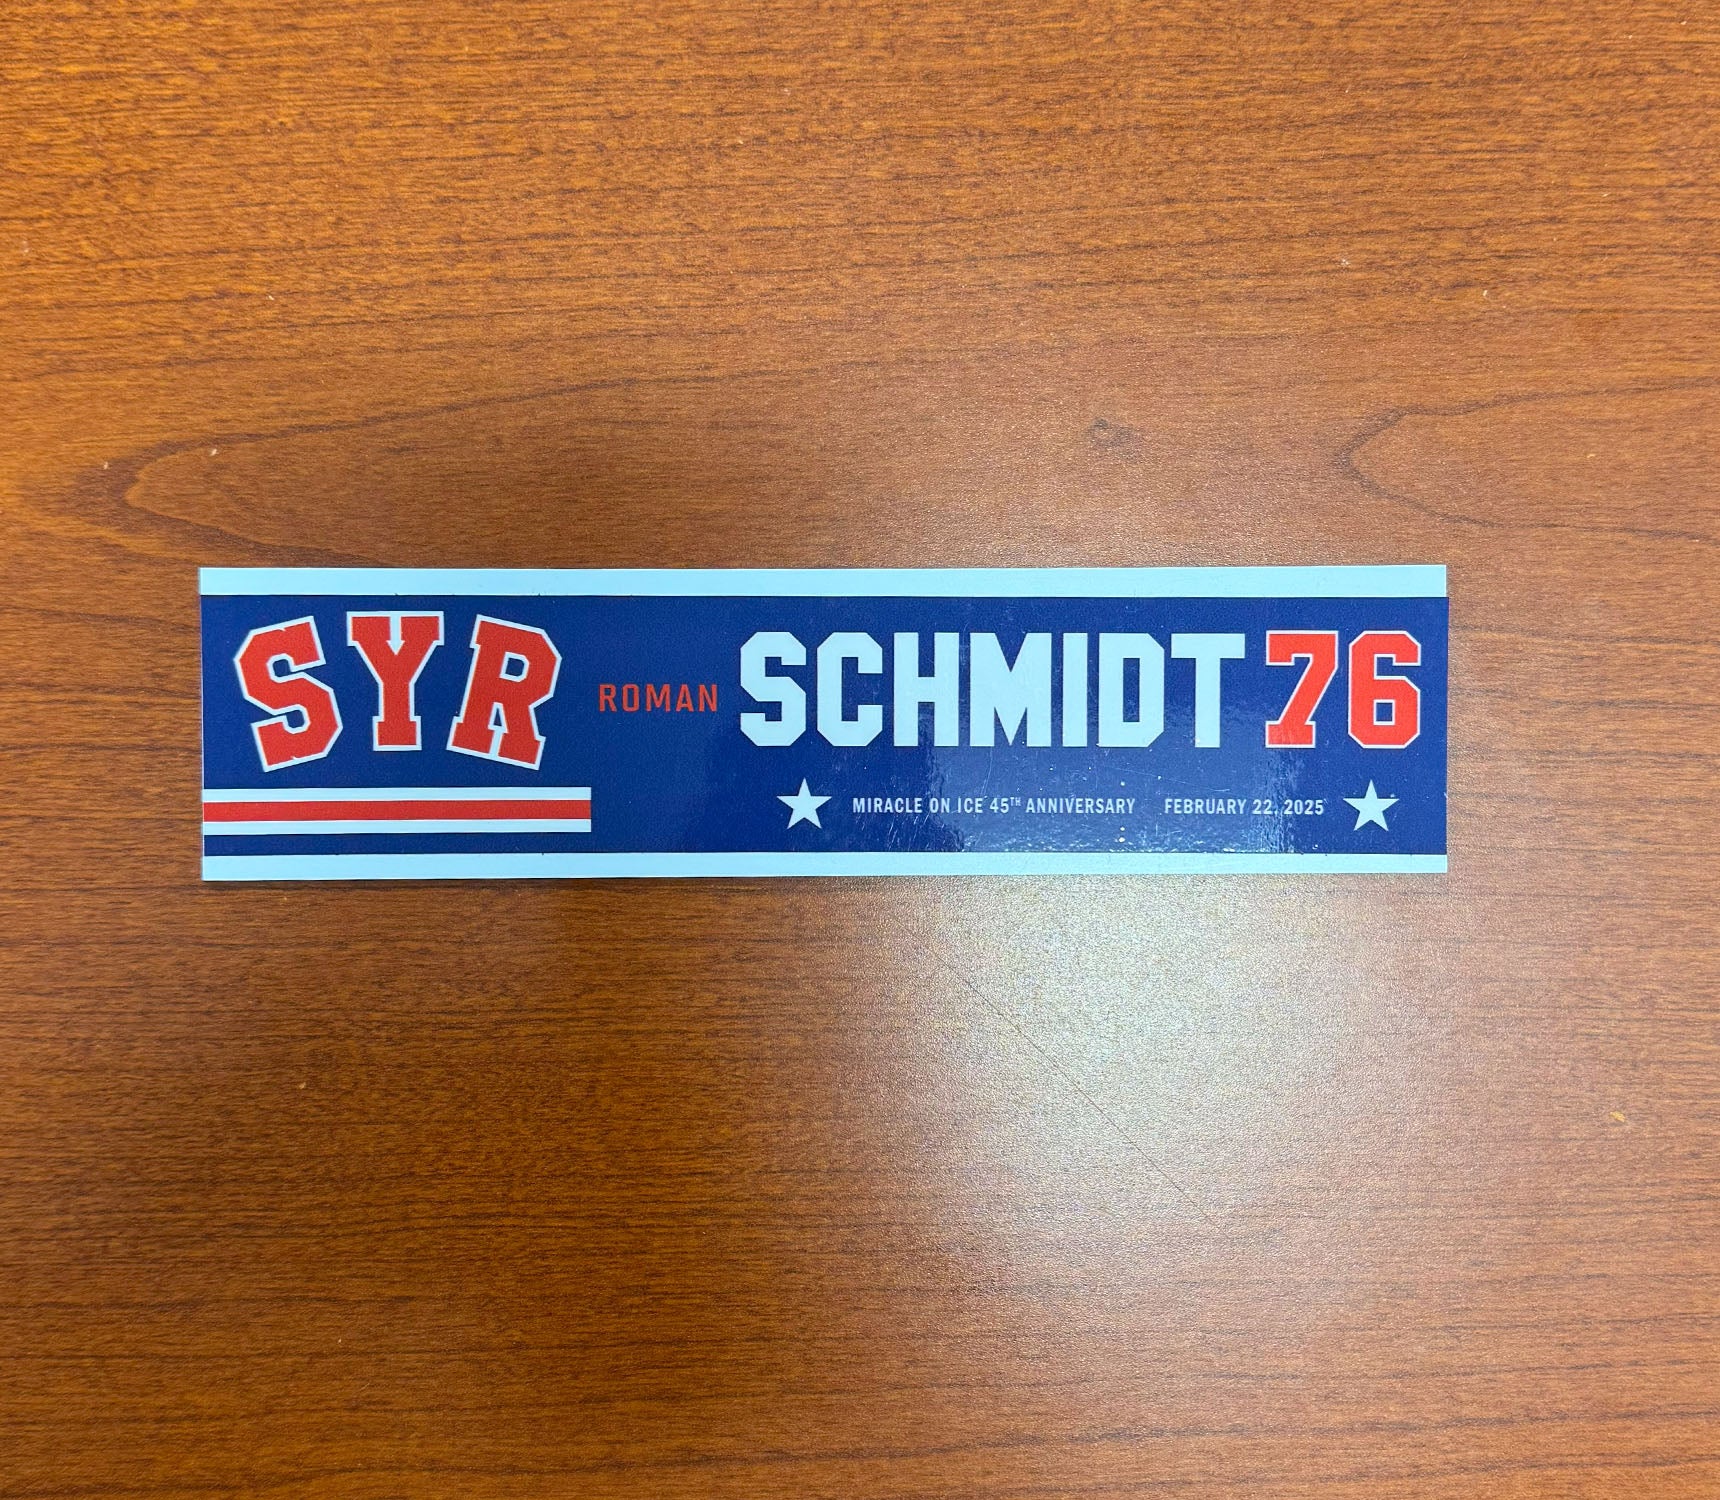 SYR ROMAN SCHMIDT 76
MIRACLE ON ICE 45TH ANNIVERSARY FEBRUARY 22, 2025